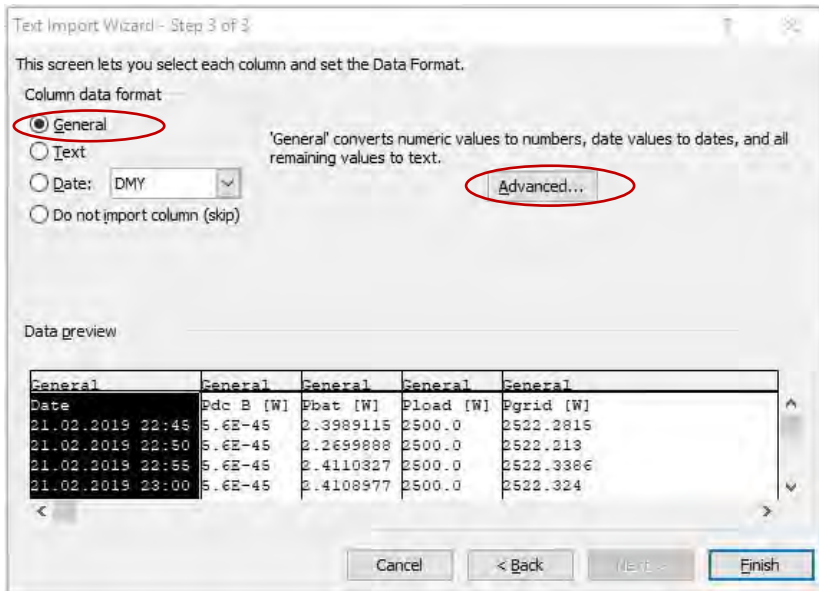 Text Import Wizard - Step 3 of 3
This screen lets you select each column and set the Data Format.
Column data format
General
Text
Date: DMY
Do not import column (skip)
'General' converts numeric values to numbers, date values to dates, and all
remaining values to text.
Advanced...
Data preview
General General General General General
Date Pdc B [W] Pbat [W] Pload [W] Pgrid [W]
21.02.2019 22:45 5.6E-45 2.3989115 2500.0 2522.2815
21.02.2019 22:50 5.6E-45 2.2699888 2500.0 2522.213
21.02.2019 22:55 5.6E-45 2.4110327 2500.0 2522.3386
21.02.2019 23:00 5.6E-45 2.4108977 2500.0 2522.324
Cancel < Back Next > Finish